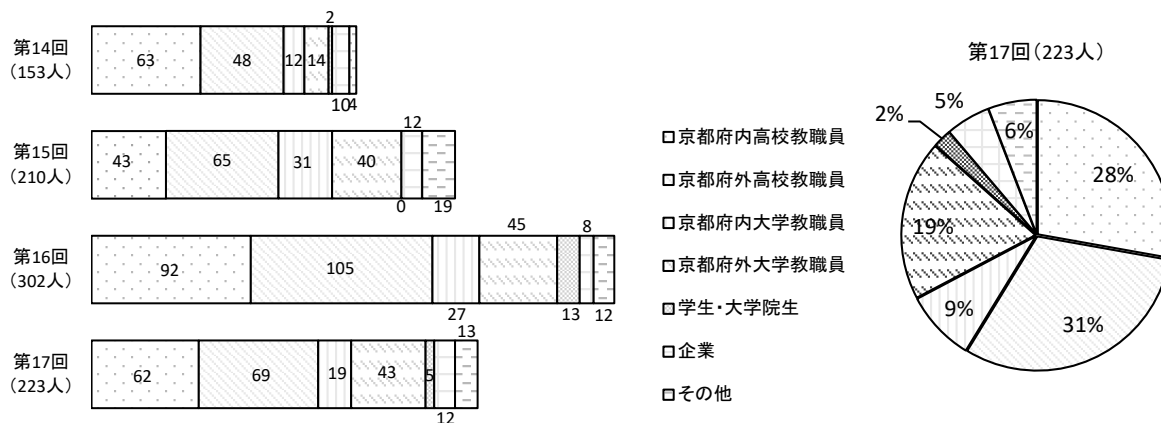 第14回
(153人)
63
48
12
14
2
10
4
第15回
(210人)
43
65
31
40
0
12
19
第16回
(302人)
92
105
27
45
13
8
12
第17回
(223人)
62
69
19
43
5
12
13
京都府内高校教職員
京都府外高校教職員
京都府内大学教職員
京都府外大学教職員
学生・大学院生
企業
その他
第17回(223人)
28%
31%
9%
19%
2%
5%
6%